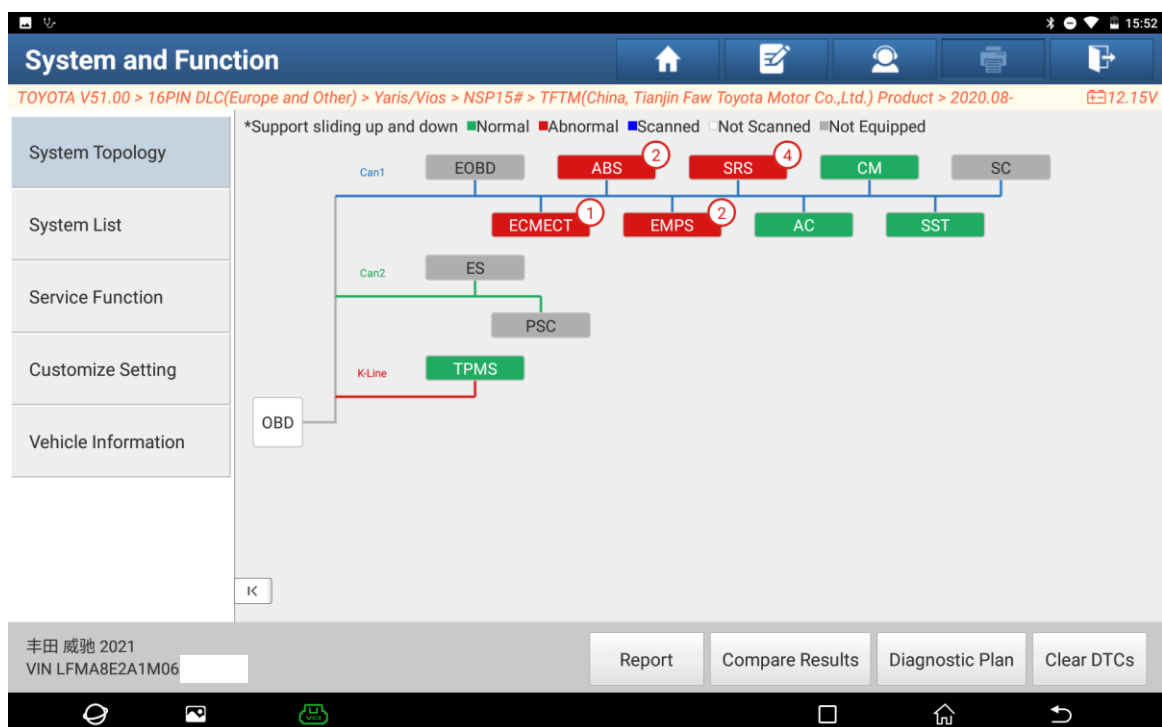 15:52
System and Function
TOYOTA V51.00 > 16PIN DLC(Europe and Other) > Yaris/Vios > NSP15# > TFTM(China, Tianjin Faw Toyota Motor Co.,Ltd.) Product > 2020.08- 12.15V
*Support sliding up and down Normal Abnormal Scanned Not Scanned Not Equipped
System Topology
System List
Service Function
Customize Setting
Vehicle Information
Can1 EOBD ABS 2 SRS 4 CM SC
ECMECT 1 EMPS 2 AC SST
Can2 ES
PSC
K-Line TPMS
OBD
丰田 威驰 2021
VIN LFMA8E2A1M06
Report Compare Results Diagnostic Plan Clear DTCs
VCI